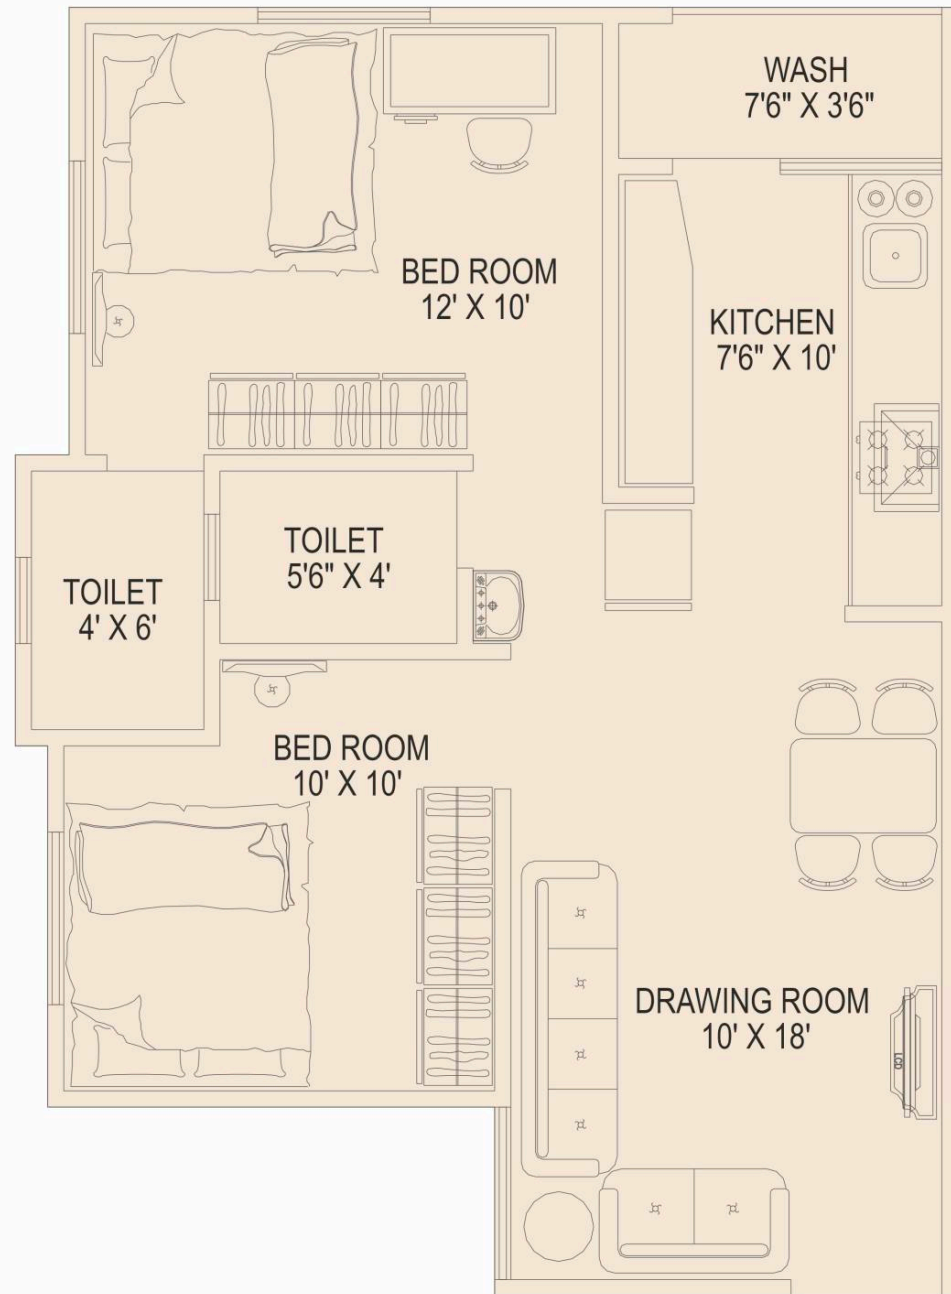 WASH
7'6" X 3'6"
BED ROOM
12' X 10'
KITCHEN
7'6" X 10'
TOILET
5'6" X 4'
TOILET
4' X 6'
BED ROOM
10' X 10'
DRAWING ROOM
10' X 18'
LCD